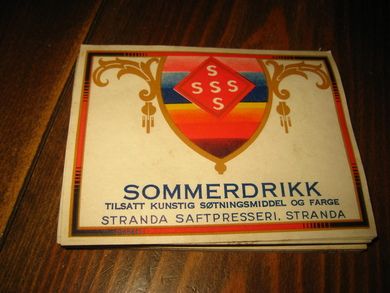 S
SSS
S
SOMMERDRIKK
TILSATT KUNSTIG SØTNINGSMIDDEL OG FARGE
STRANDA SAFTPRESSERI, STRANDA